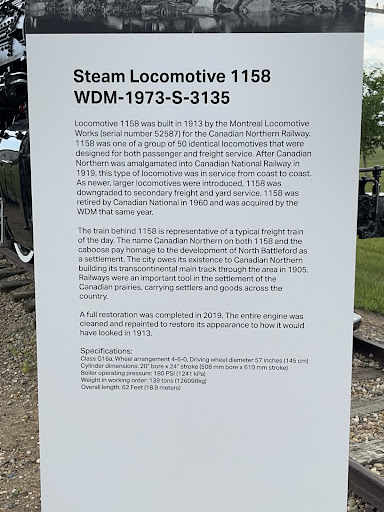 Steam Locomotive 1158
WDM-1973-S-3135
Locomotive 1158 was built in 1913 by the Montreal Locomotive
Works (serial number 52587) for the Canadian Northern Railway.
1158 was one of a group of 50 identical locomotives that were
designed for both passenger and freight service. After Canadian
Northern was amalgamated into Canadian National Railway in
1919, this type of locomotive was in service from coast to coast.
As newer, larger locomotives were introduced, 1158 was
downgraded to secondary freight and yard service. 1158 was
retired by Canadian National in 1960 and was acquired by the
WDM that same year.
The train behind 1158 is representative of a typical freight train
of the day. The name Canadian Northern on both 1158 and the
caboose pay homage to the development of North Battleford as
a settlement. The city owes its existence to Canadian Northern
building its transcontinental main track through the area in 1905.
Railways were an important tool in the settlement of the
Canadian prairies, carrying settlers and goods across the
country.
A full restoration was completed in 2019. The entire engine was
cleaned and repainted to restore its appearance to how it would
have looked in 1913.
Specifications:
Class G16a, Wheel arrangement 4-6-0, Driving wheel diameter 57 inches (145 cm)
Cylinder dimensions: 20" bore x 24" stroke (508 mm bore x 610 mm stroke)
Boiler operating pressure: 180 PSI (1241 kPa)
Weight in working order: 139 tons (126098kg)
Overall length: 62 Feet (18.9 meters)